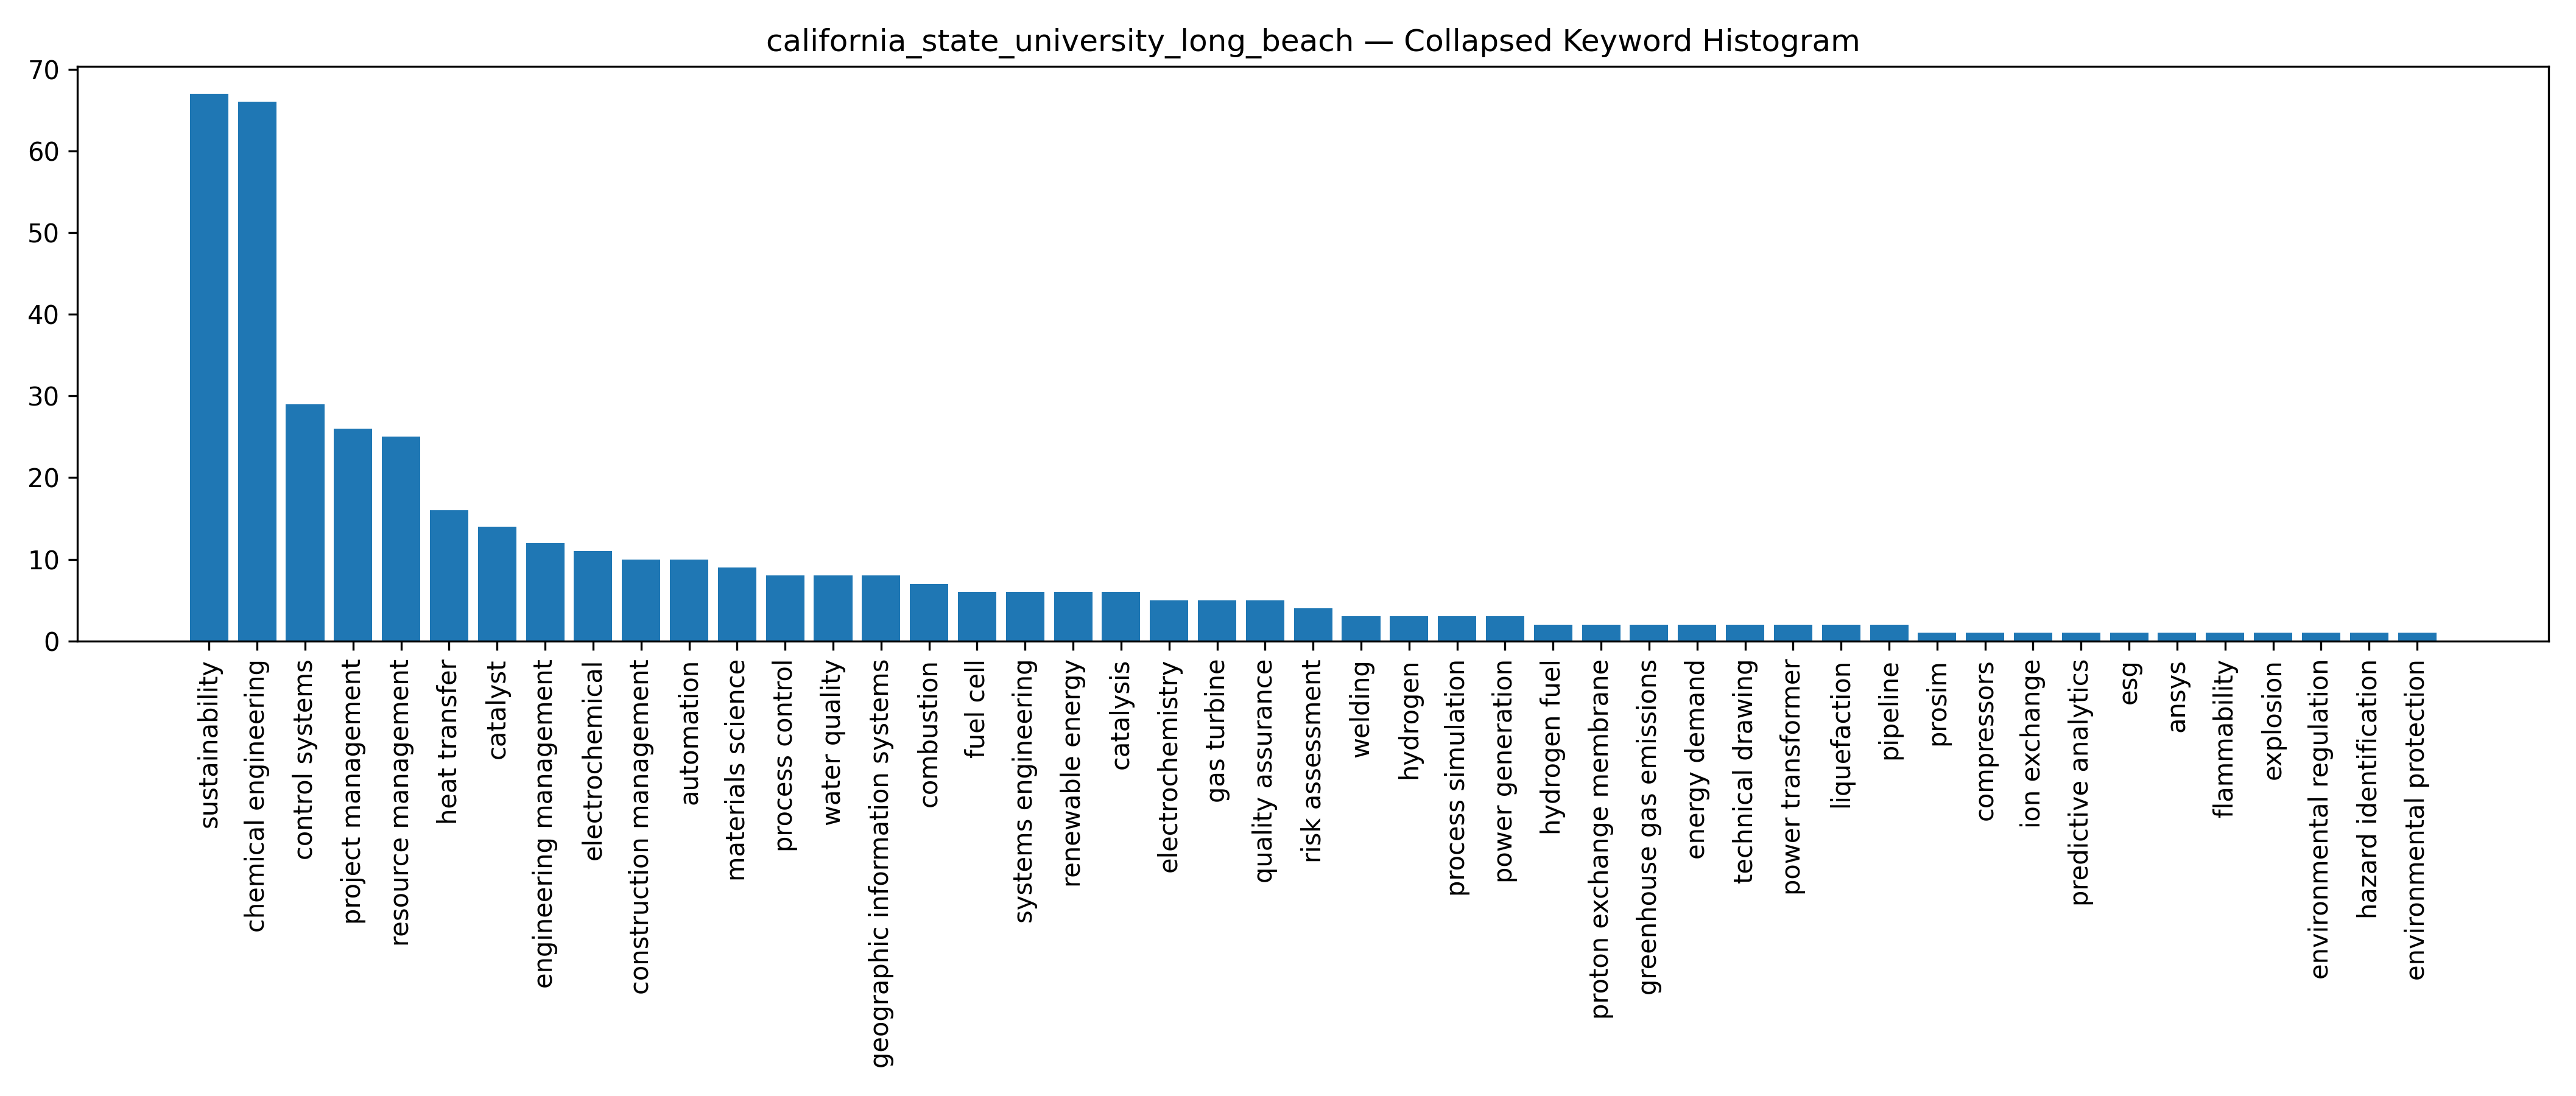 california_state_university_long_beach — Collapsed Keyword Histogram
70
60
50
40
30
20
10
0
sustainability
chemical engineering
control systems
project management
resource management
heat transfer
catalyst
engineering management
electrochemical
construction management
automation
materials science
process control
water quality
geographic information systems
combustion
fuel cell
systems engineering
renewable energy
catalysis
electrochemistry
gas turbine
quality assurance
risk assessment
welding
hydrogen
process simulation
power generation
hydrogen fuel
proton exchange membrane
greenhouse gas emissions
energy demand
technical drawing
power transformer
liquefaction
pipeline
prosim
compressors
ion exchange
predictive analytics
esg
ansys
flammability
explosion
environmental regulation
hazard identification
environmental protection